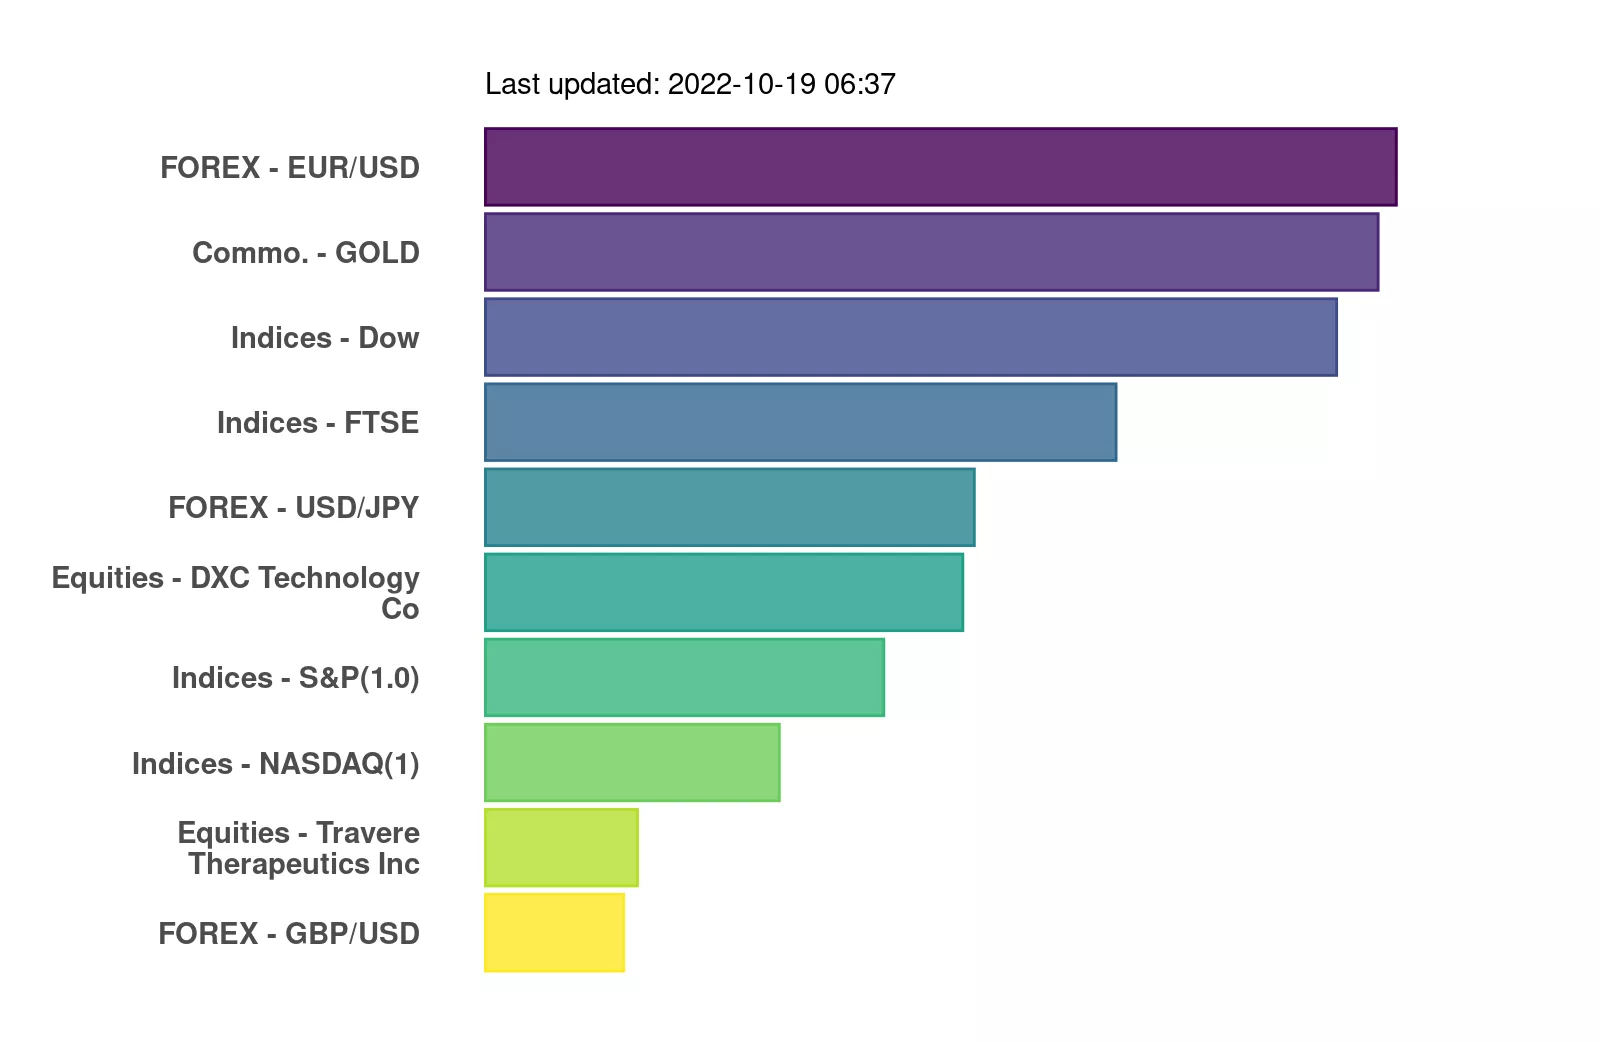 Last updated: 2022-10-19 06:37
FOREX - EUR/USD
Commo. - GOLD
Indices - Dow
Indices - FTSE
FOREX - USD/JPY
Equities - DXC Technology
Co
Indices - S&P(1.0)
Indices - NASDAQ(1)
Equities - Travere
Therapeutics Inc
FOREX - GBP/USD